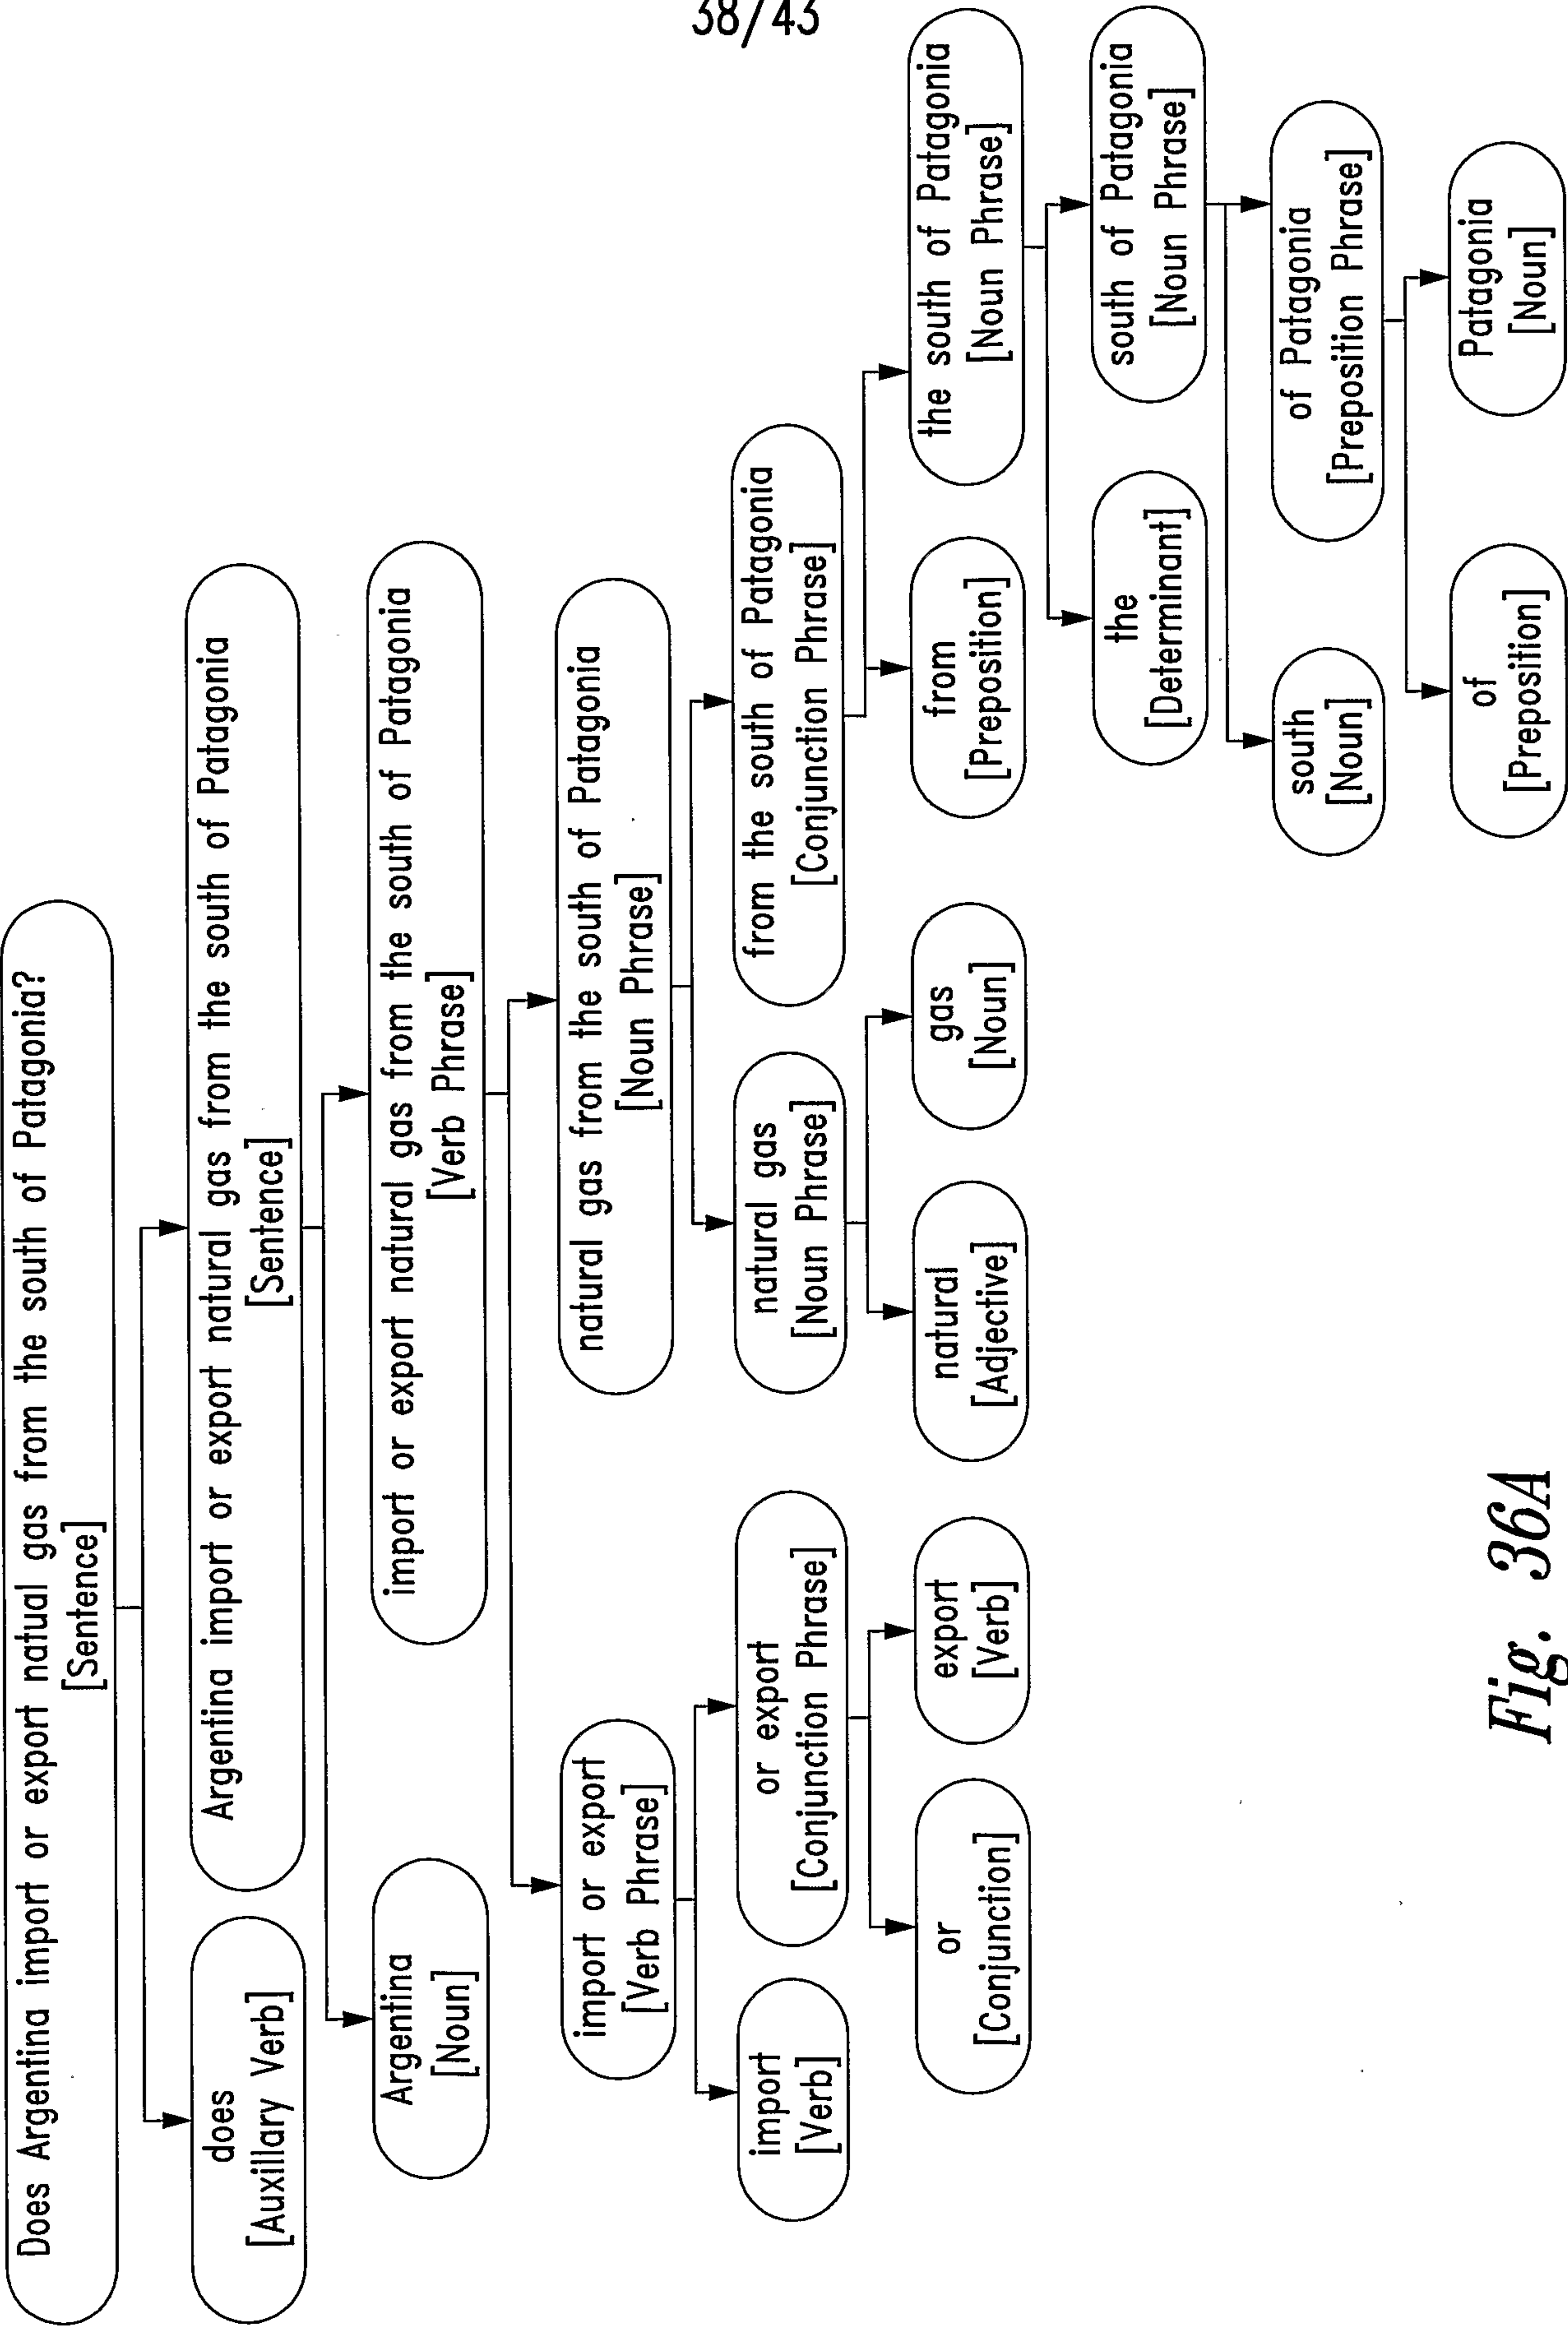 38/43
Does Argentina import or export natual gas from the south of Patagonia?
[Sentence]
does
[Auxillary Verb]
Argentina import or export natural gas from the south of Patagonia
[Sentence]
Argentina
[Noun]
import or export natural gas from the south of Patagonia
[Verb Phrase]
import or export
[Verb Phrase]
natural gas from the south of Patagonia
[Noun Phrase]
import
[Verb]
or export
[Conjunction Phrase]
natural gas
[Noun Phrase]
from the south of Patagonia
[Conjunction Phrase]
or
[Conjunction]
export
[Verb]
natural
[Adjective]
gas
[Noun]
from
[Preposition]
the south of Patagonia
[Noun Phrase]
the
[Determinant]
south of Patagonia
[Noun Phrase]
south
[Noun]
of Patagonia
[Preposition Phrase]
of
[Preposition]
Patagonia
[Noun]
Fig. 36A